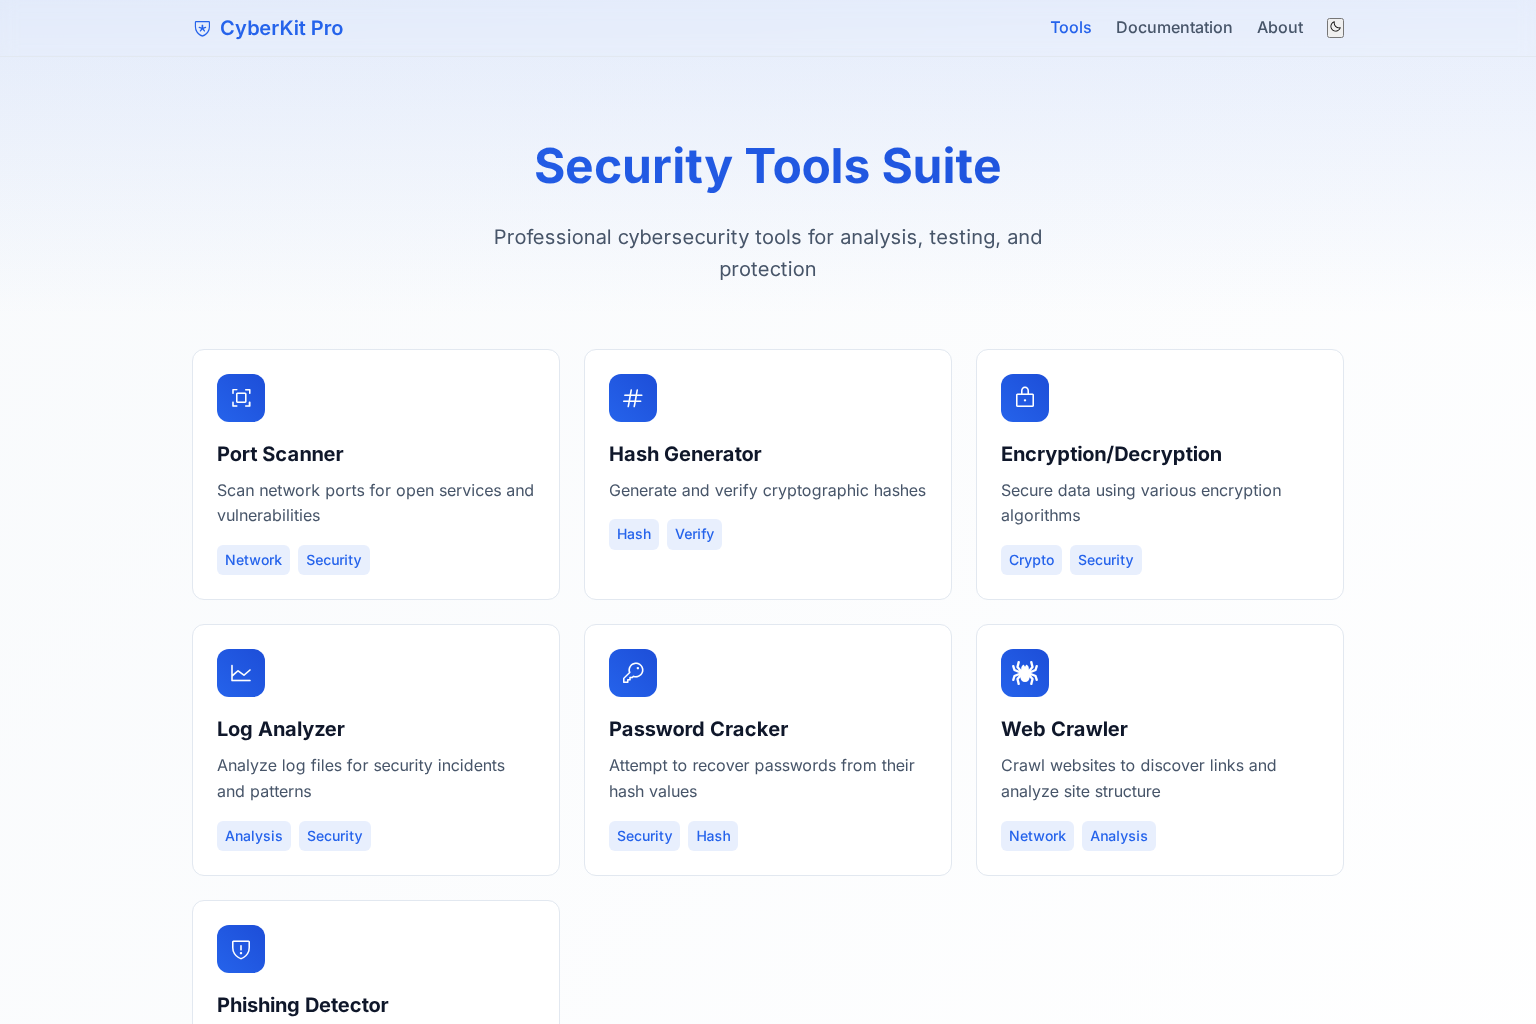 CyberKit Pro
Tools Documentation About
Security Tools Suite
Professional cybersecurity tools for analysis, testing, and
protection
Port Scanner
Scan network ports for open services and
vulnerabilities
Network Security
Hash Generator
Generate and verify cryptographic hashes
Hash Verify
Encryption/Decryption
Secure data using various encryption
algorithms
Crypto Security
Log Analyzer
Analyze log files for security incidents
and patterns
Analysis Security
Password Cracker
Attempt to recover passwords from their
hash values
Security Hash
Web Crawler
Crawl websites to discover links and
analyze site structure
Network Analysis
Phishing Detector